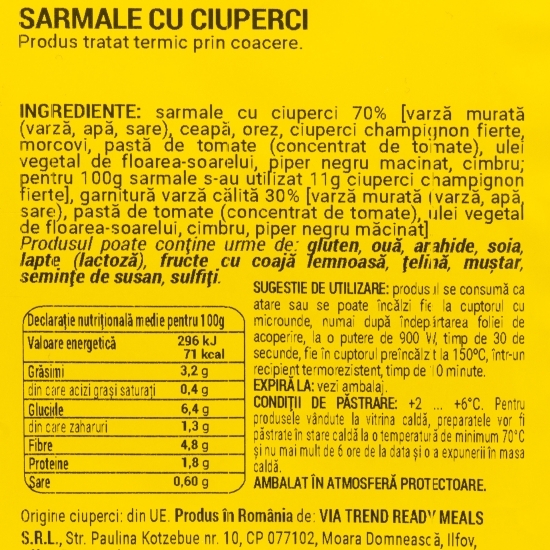 SARMALE CU CIUPERCI
Produs tratat termic prin coacere.
INGREDIENTE: sarmale cu ciuperci 70% [varză murată
(varză, apă, sare), ceapă, orez, ciuperci champignon fierte,
morcovi, pastă de tomate (concentrat de tomate), ulei
vegetal de floarea-soarelui, piper negru macinat, cimbru;
pentru 100g sarmale s-au utilizat 11g ciuperci champignon
fierte], garnitură varză călită 30% [varză murată (varză, apă,
sare), pastă de tomate (concentrat de tomate), ulei vegetal
de floarea-soarelui, cimbru, piper negru măcinat]
Produsul poate conține urme de: gluten, ouă, arahide, soia,
lapte (lactoză), fructe cu coajă lemnoasă, țelină, muștar,
semințe de susan, sulfiți.
Declarație nutrițională medie pentru 100g
Valoare energetică 296 kJ
71 kcal
Grăsimi 3,2 g
din care acizi grași saturați 0,4 g
Glucide 6,4 g
din care zaharuri 1,3 g
Fibre 4,8 g
Proteine 1,8 g
Sare 0,60 g
SUGESTIE DE UTILIZARE: produsul se consumă ca
atare sau se poate încălzi fie la cuptorul cu
microunde, numai după îndepărtarea foliei de
acoperire, la o putere de 900 W, timp de 30 de
secunde, fie în cuptorul preîncălzit la 150ºC, într-un
recipient termorezistent, timp de 10 minute.
EXPIRĂ LA: vezi ambalaj.
CONDIȚII DE PĂSTRARE: +2 ... +6°C. Pentru
produsele vândute la vitrina caldă, preparatele vor fi
păstrate în stare caldă la o temperatură de minimum 70°C
și nu mai mult de 6 ore de la data și o a expunerii în masa
caldă.
AMBALAT ÎN ATMOSFERĂ PROTECTOARE.
Origine ciuperci: din UE. Produs în România de: VIA TREND READY MEALS
S.R.L., Str. Paulina Kotzebue nr. 10, CP 077102, Moara Domnească, Ilfov,